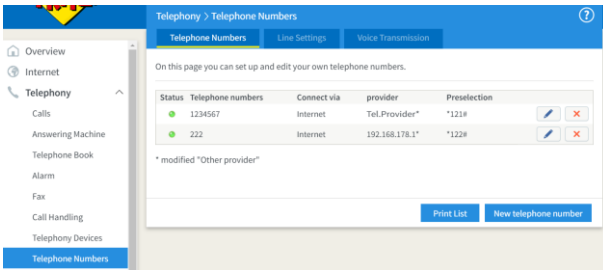 Telephony > Telephone Numbers ?
Telephone Numbers Line Settings Voice Transmission
Overview
Internet
Telephony
Calls
Answering Machine
Telephone Book
Alarm
Fax
Call Handling
Telephony Devices
Telephone Numbers
On this page you can set up and edit your own telephone numbers.
Status Telephone numbers Connect via provider Preselection
1234567 Internet Tel.Provider* *121#
222 Internet 192.168.178.1* *122#
* modified "Other provider"
Print List New telephone number